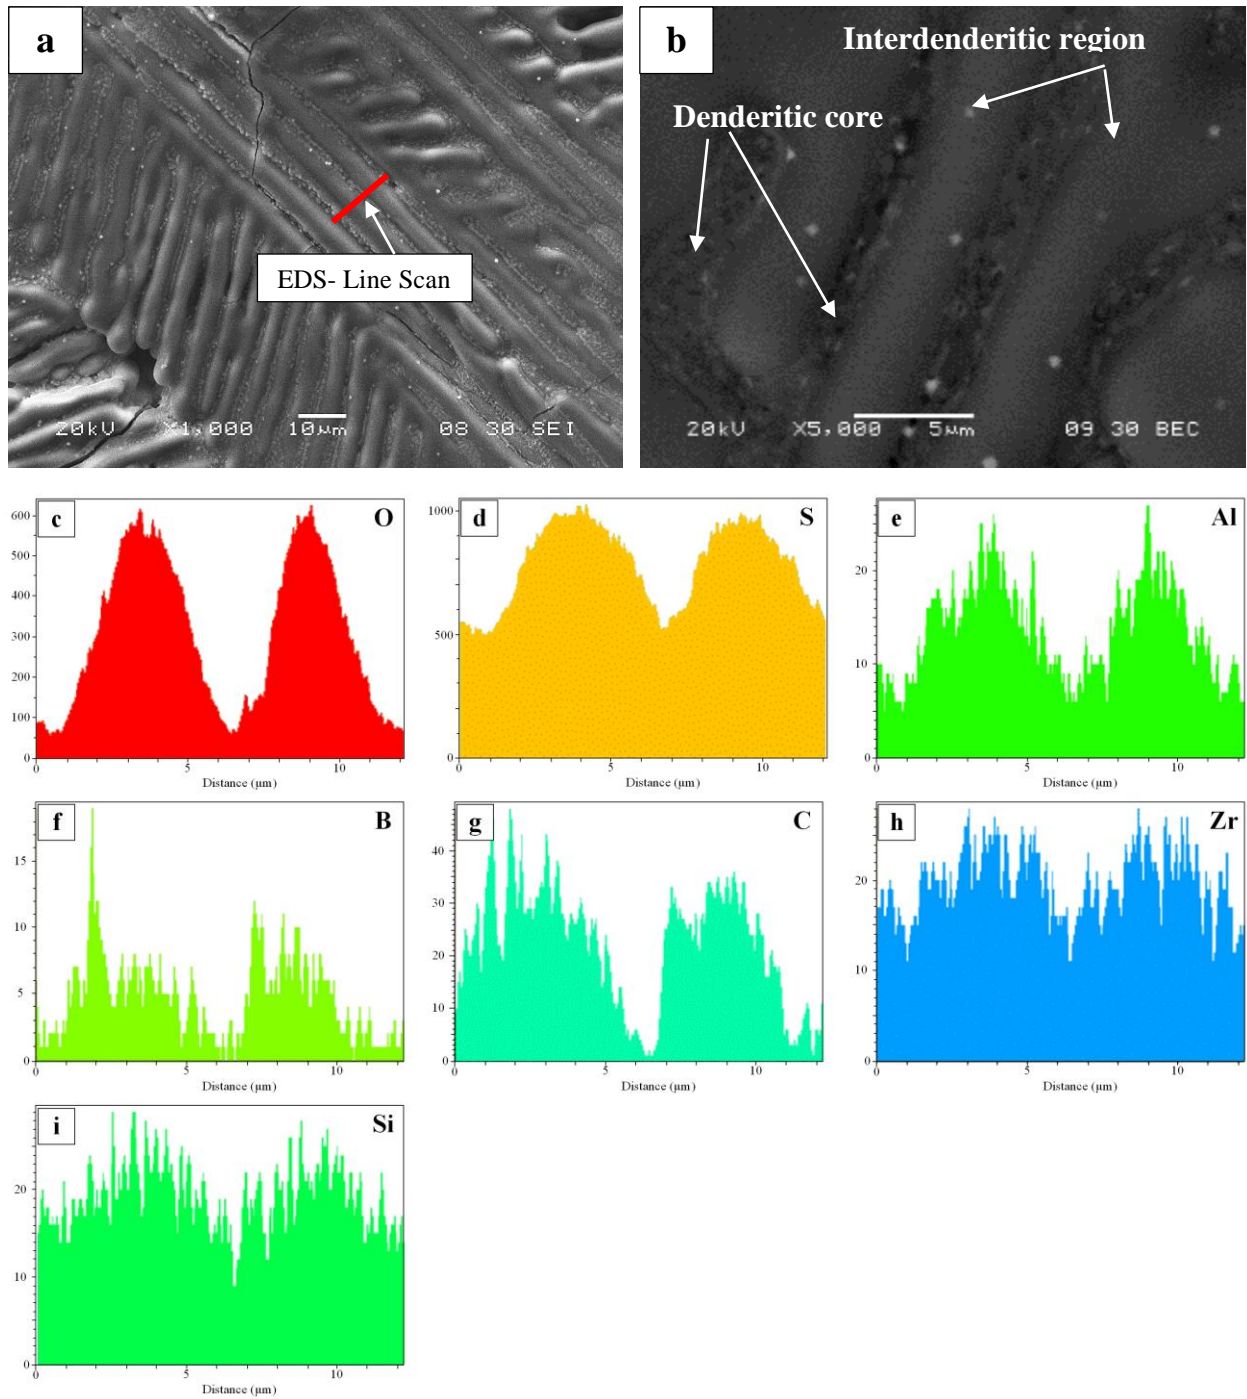 a
EDS- Line Scan
20kV X1,000 10µm 08 30 SEI
b
Interdenderitic region
Denderitic core
20kV X5,000 5µm 09 30 BEC
c
O
600
500
400
300
200
100
0
0 5 10
Distance (µm)
d
S
1000
500
0
0 5 10
Distance (µm)
e
Al
20
10
0
0 5 10
Distance (µm)
f
B
15
10
5
0
0 5 10
Distance (µm)
g
C
40
30
20
10
0
0 5 10
Distance (µm)
h
Zr
20
10
0
0 5 10
Distance (µm)
i
Si
20
10
0
0 5 10
Distance (µm)